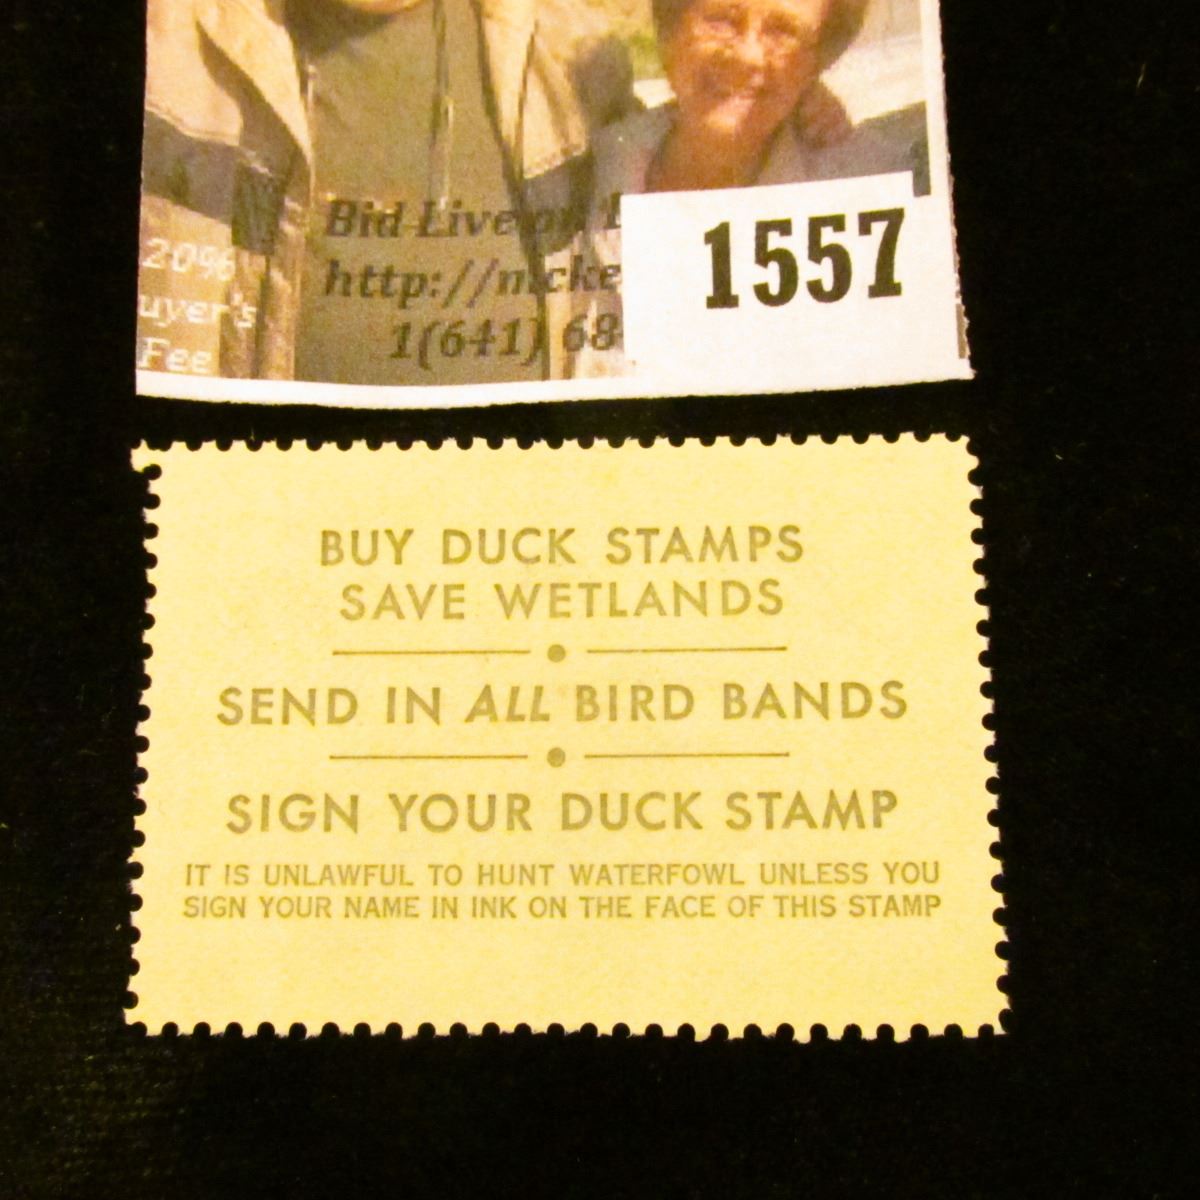 Bid Live on
1557
20%
http://
uyer's
1(641) 68
Fee
BUY DUCK STAMPS
SAVE WETLANDS
SEND IN ALL BIRD BANDS
SIGN YOUR DUCK STAMP
IT IS UNLAWFUL TO HUNT WATERFOWL UNLESS YOU
SIGN YOUR NAME IN INK ON THE FACE OF THIS STAMP